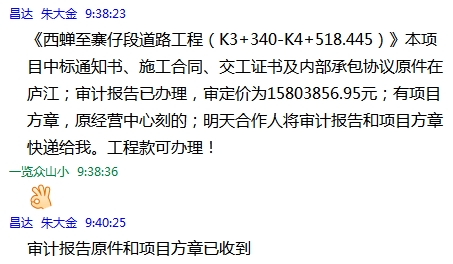 昌达 朱大金 9:38:23
《西蝉至寨仔段道路工程（K3+340-K4+518.445）》本项
目中标通知书、施工合同、交工证书及内部承包协议原件在
庐江；审计报告已办理，审定价为15803856.95元；有项目
方章，原经营中心刻的；明天合作人将审计报告和项目方章
快递给我。工程款可办理！
一览众山小 9:38:36
昌达 朱大金 9:40:25
审计报告原件和项目方章已收到